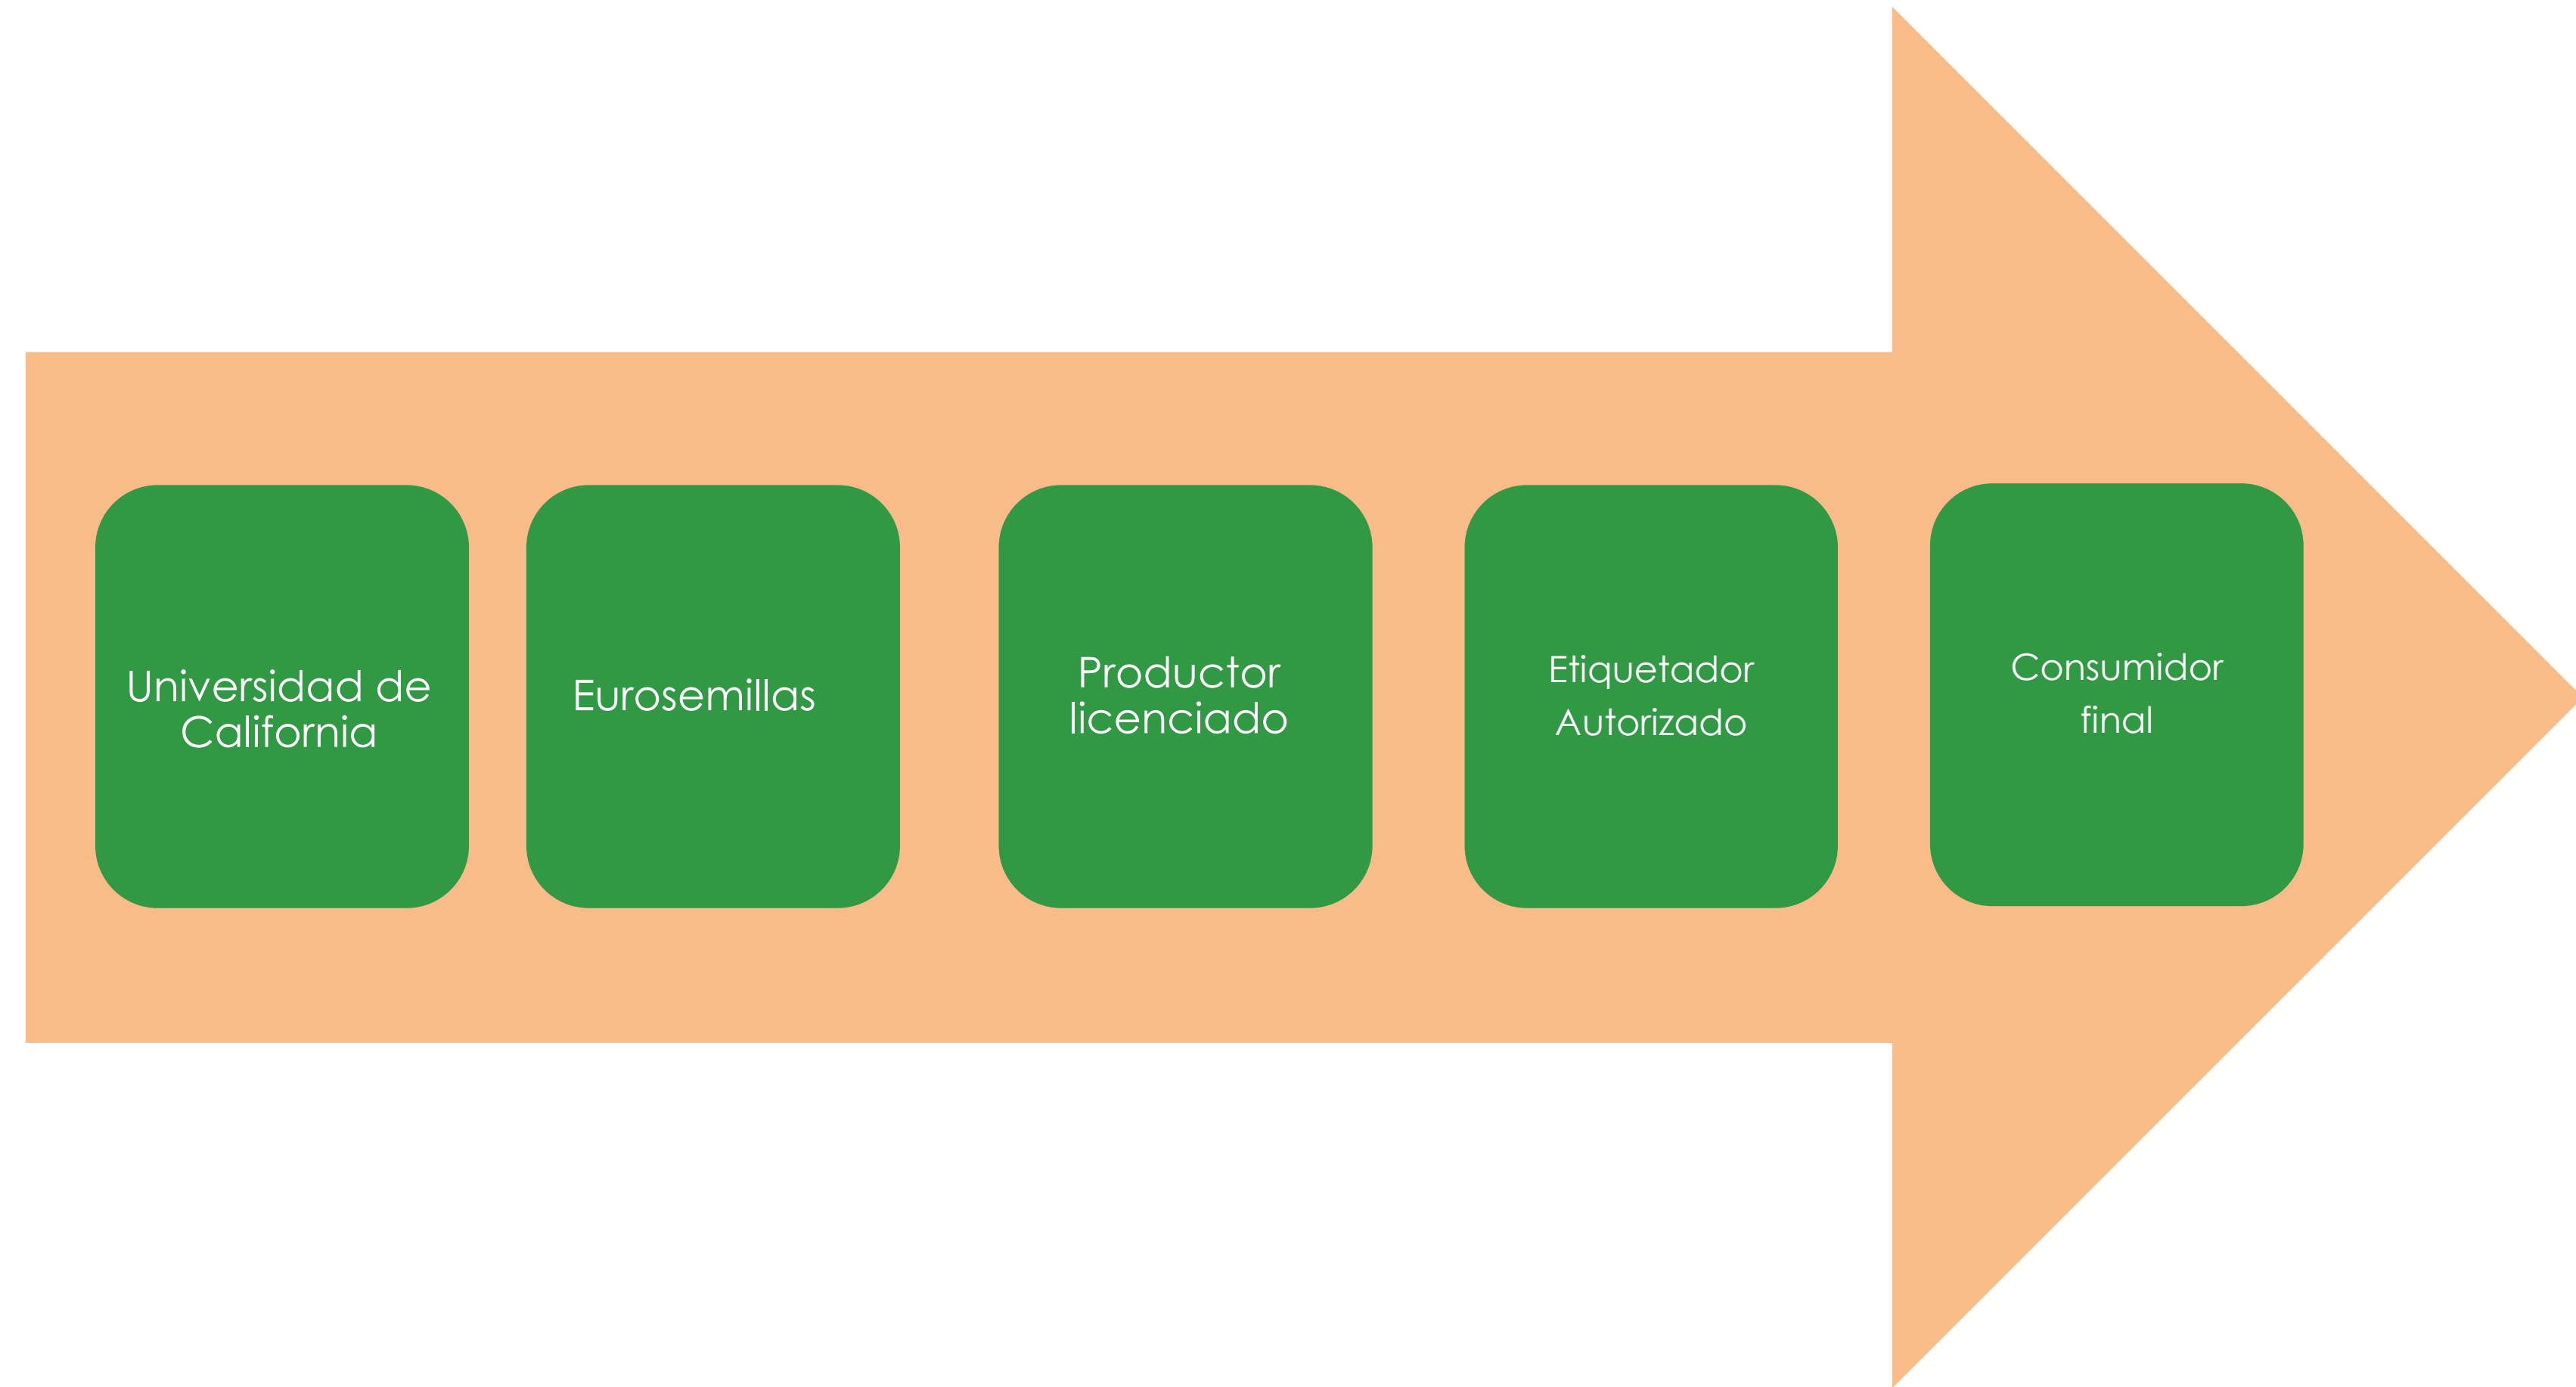 Universidad de
California
Eurosemillas
Productor
licenciado
Etiquetador
Autorizado
Consumidor
final